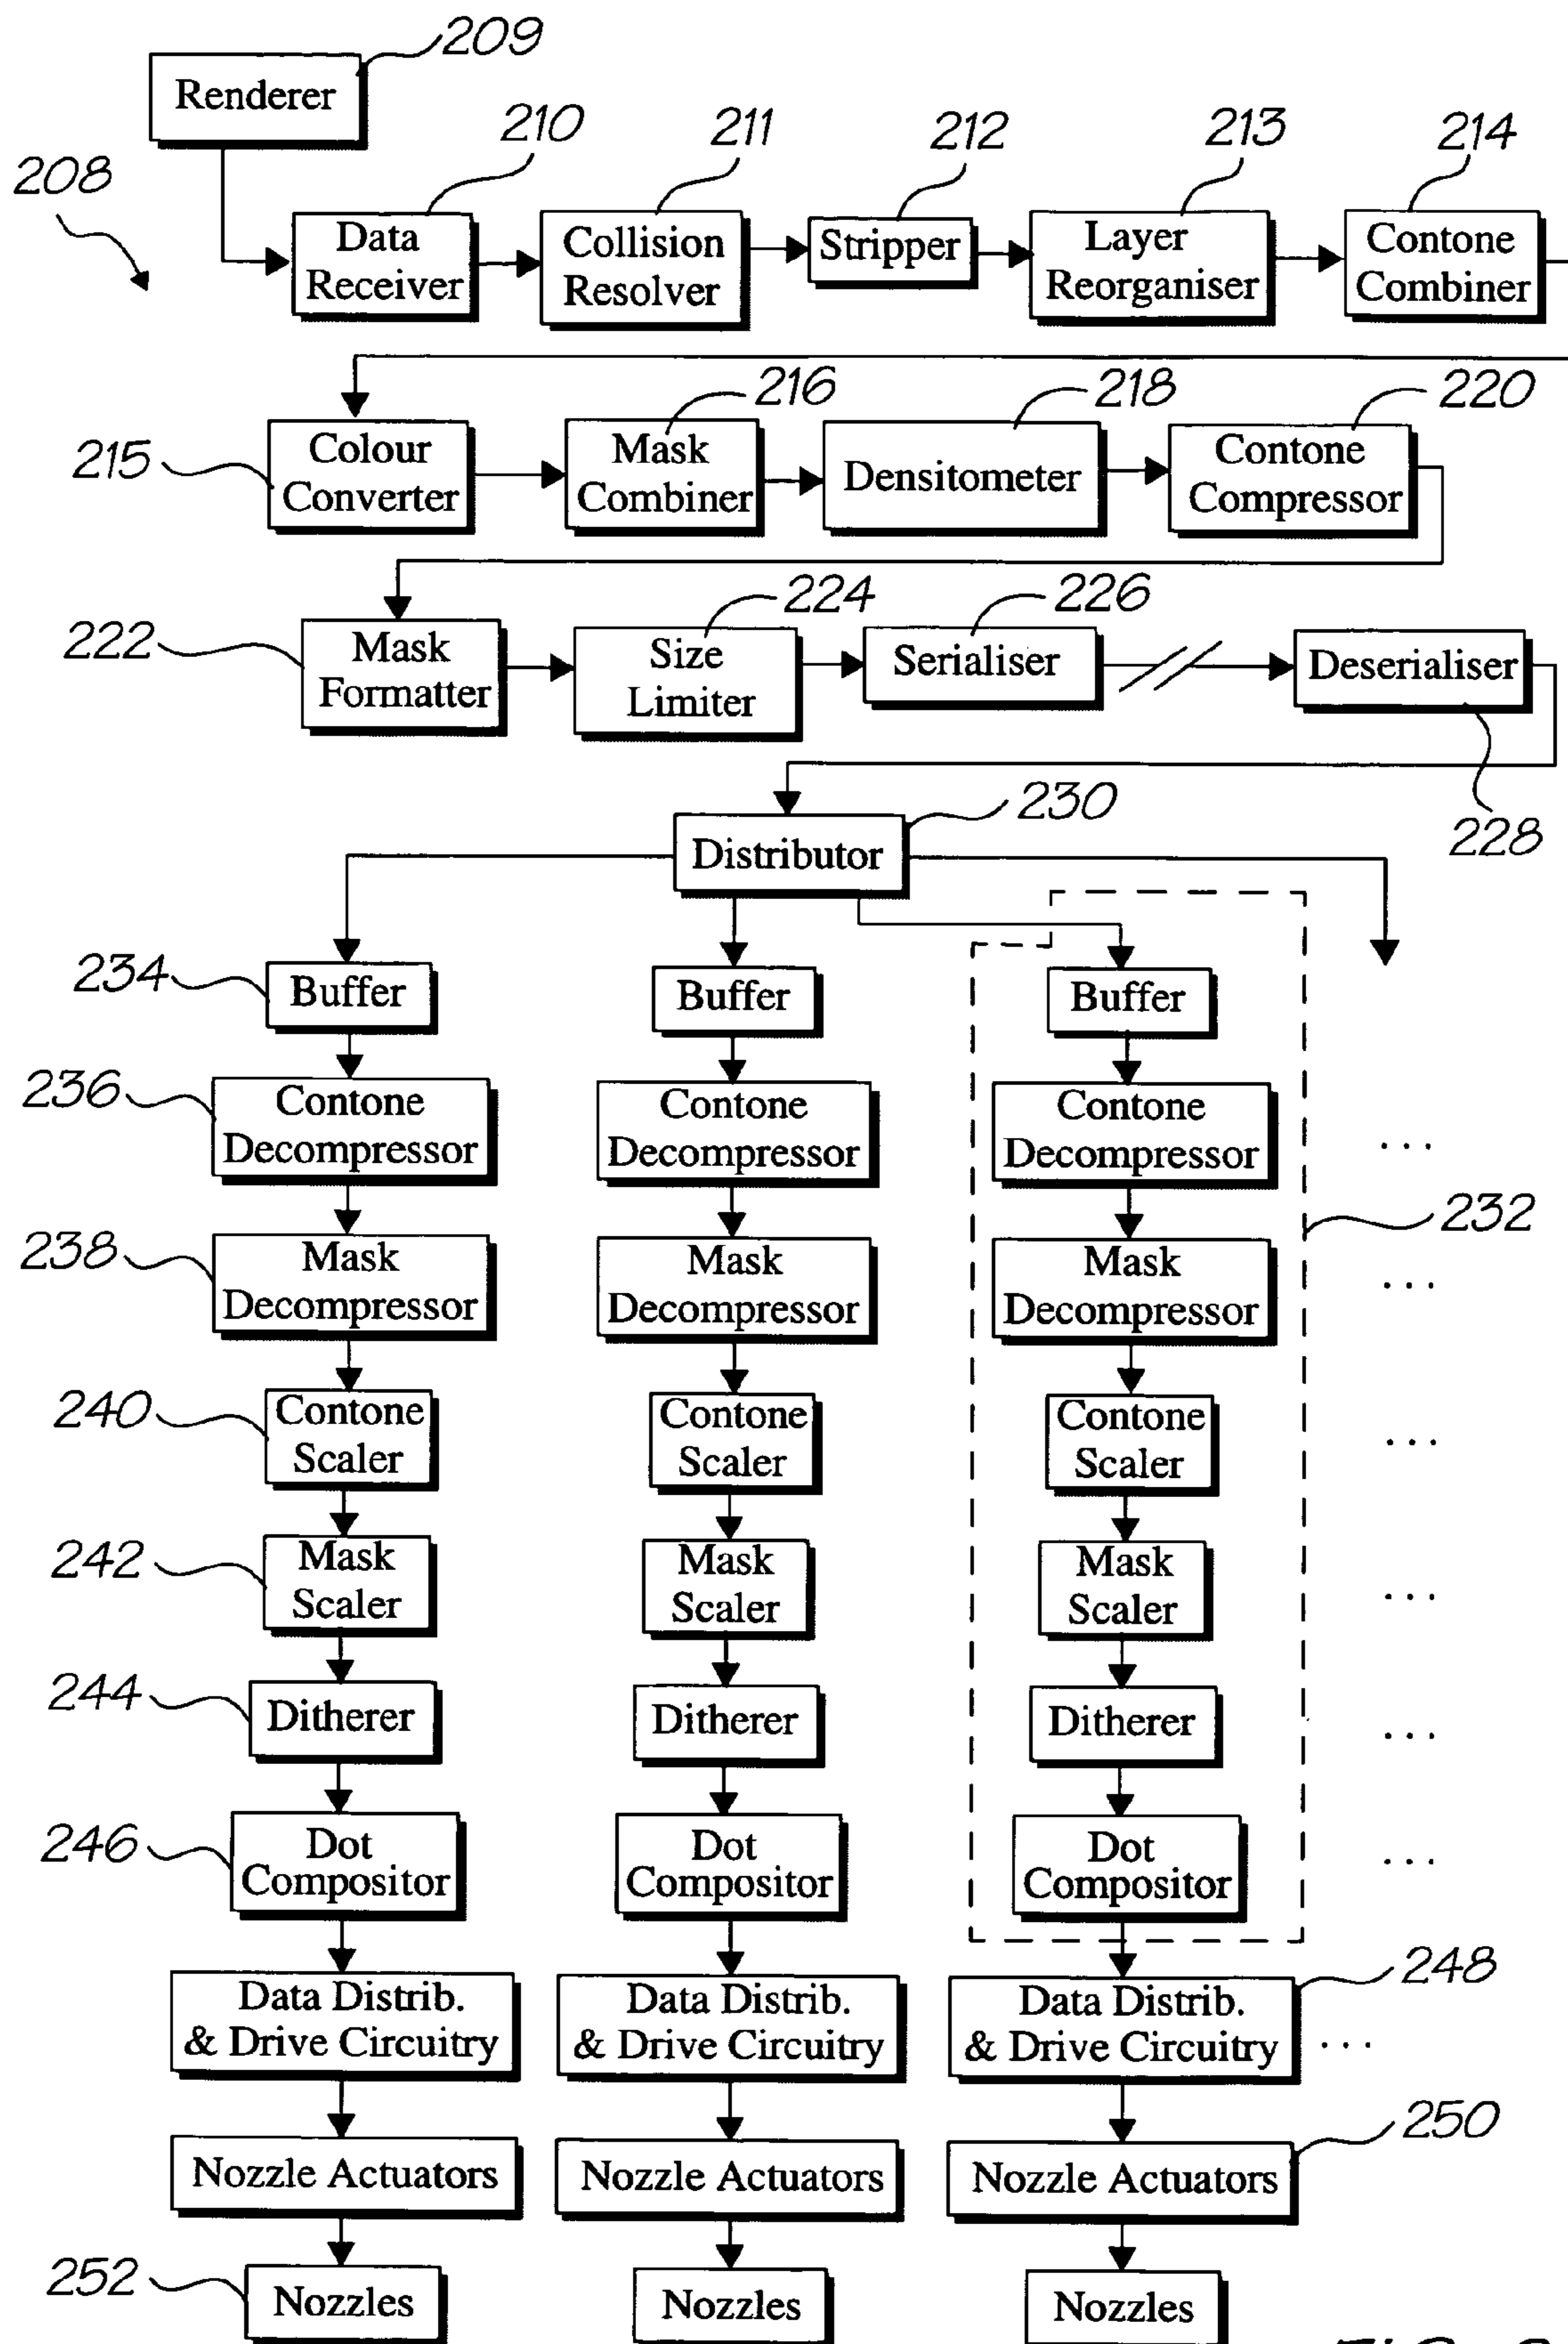 209
Renderer
208
210
211
212
213
214
Data
Receiver
Collision
Resolver
Stripper
Layer
Reorganiser
Contone
Combiner
216
218
220
215
Colour
Converter
Mask
Combiner
Densitometer
Contone
Compressor
222
224
226
Mask
Formatter
Size
Limiter
Serialiser
Deserialiser
228
230
Distributor
234
Buffer
Buffer
Buffer
236
Contone
Decompressor
Contone
Decompressor
Contone
Decompressor
...
232
238
Mask
Decompressor
Mask
Decompressor
Mask
Decompressor
...
240
Contone
Scaler
Contone
Scaler
Contone
Scaler
...
242
Mask
Scaler
Mask
Scaler
Mask
Scaler
...
244
Ditherer
Ditherer
Ditherer
...
246
Dot
Compositor
Dot
Compositor
Dot
Compositor
...
248
Data Distrib.
& Drive Circuitry
Data Distrib.
& Drive Circuitry
Data Distrib.
& Drive Circuitry
...
250
Nozzle Actuators
Nozzle Actuators
Nozzle Actuators
252
Nozzles
Nozzles
Nozzles